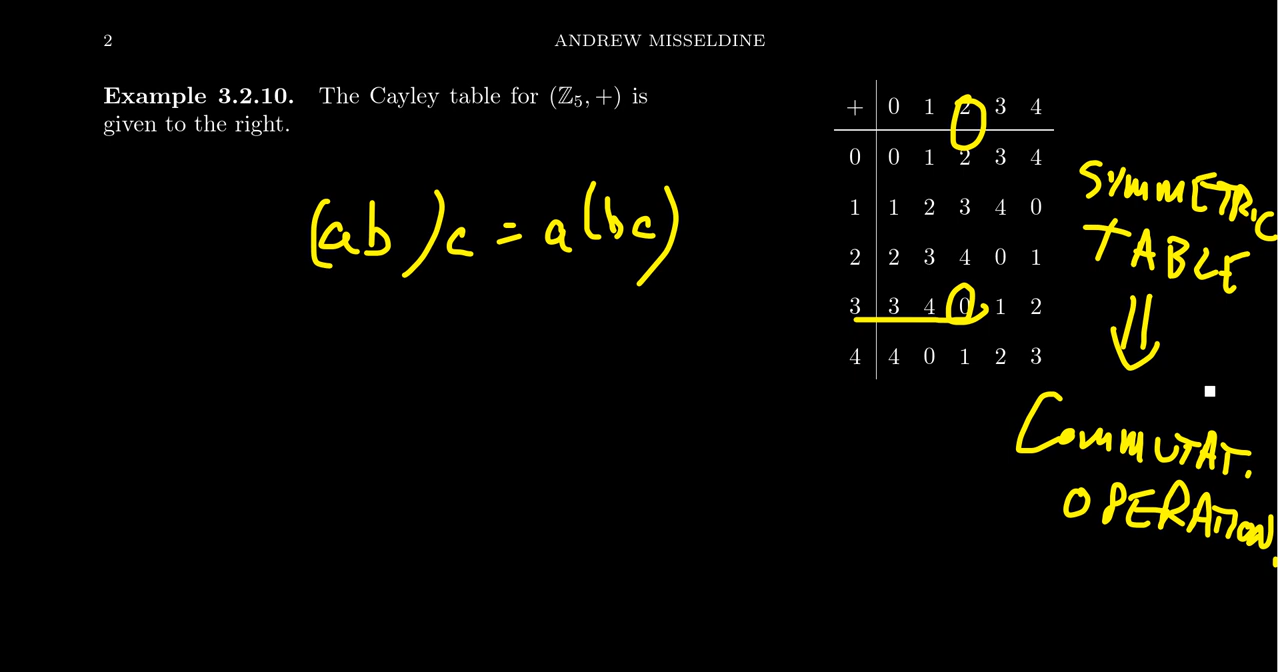 2
ANDREW MISSELDINE
Example 3.2.10. The Cayley table for (ℤ₅, +) is
given to the right.
+ 0 1 2 3 4
0 0 1 2 3 4
1 1 2 3 4 0
2 2 3 4 0 1
3 3 4 0 1 2
4 4 0 1 2 3
(ab)c = a(bc)
SYMMETRIC
TABLE
⇓
COMMUTAT.
OPERATION.